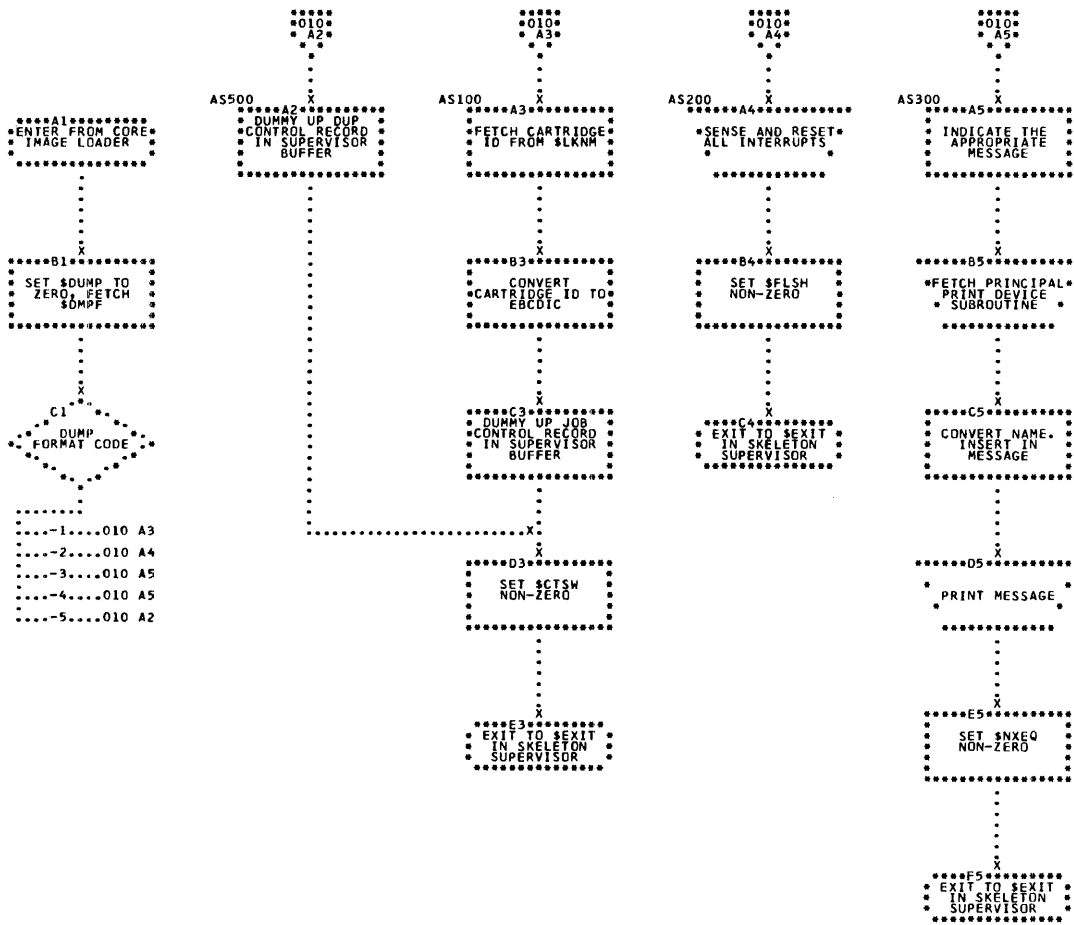 010
A2
010
A3
010
A4
010
A5
A1
ENTER FROM CORE
IMAGE LOADER
B1
SET $DUMP TO
ZERO, FETCH
$DMPF
C1
DUMP
FORMAT CODE
-1....010 A3
-2....010 A4
-3....010 A5
-4....010 A5
-5....010 A2
AS500
A2
DUMMY UP DUP
CONTROL RECORD
IN SUPERVISOR
BUFFER
AS100
A3
FETCH CARTRIDGE
ID FROM $LKNM
B3
CONVERT
CARTRIDGE ID TO
EBCDIC
C3
DUMMY UP JOB
CONTROL RECORD
IN SUPERVISOR
BUFFER
D3
SET $CTSW
NON-ZERO
E3
EXIT TO $EXIT
IN SKELETON
SUPERVISOR
AS200
A4
SENSE AND RESET
ALL INTERRUPTS
B4
SET $FLSH
NON-ZERO
C4
EXIT TO $EXIT
IN SKELETON
SUPERVISOR
AS300
A5
INDICATE THE
APPROPRIATE
MESSAGE
B5
FETCH PRINCIPAL
PRINT DEVICE
SUBROUTINE
C5
CONVERT NAME.
INSERT IN
MESSAGE
D5
PRINT MESSAGE
E5
SET $NXEQ
NON-ZERO
F5
EXIT TO $EXIT
IN SKELETON
SUPERVISOR